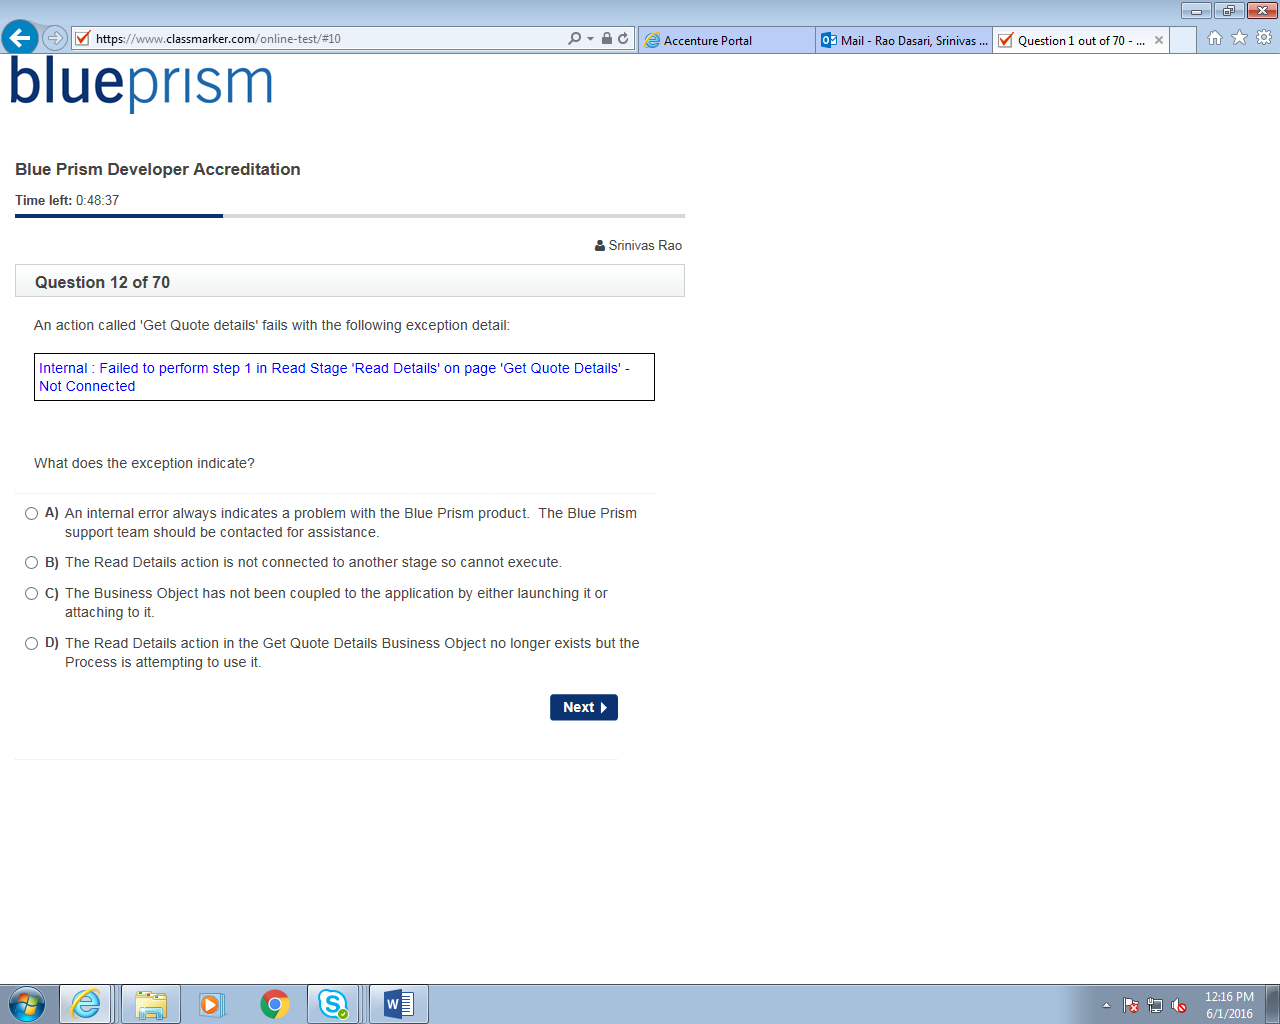 https://www.classmarker.com/online-test/#10
Accenture Portal
Mail - Rao Dasari, Srinivas ...
Question 1 out of 70 - ...
blueprism
Blue Prism Developer Accreditation
Time left: 0:48:37
Srinivas Rao
Question 12 of 70
An action called 'Get Quote details' fails with the following exception detail:
Internal : Failed to perform step 1 in Read Stage 'Read Details' on page 'Get Quote Details' -
Not Connected
What does the exception indicate?
A) An internal error always indicates a problem with the Blue Prism product.  The Blue Prism
support team should be contacted for assistance.
B) The Read Details action is not connected to another stage so cannot execute.
C) The Business Object has not been coupled to the application by either launching it or
attaching to it.
D) The Read Details action in the Get Quote Details Business Object no longer exists but the
Process is attempting to use it.
Next
12:16 PM
6/1/2016